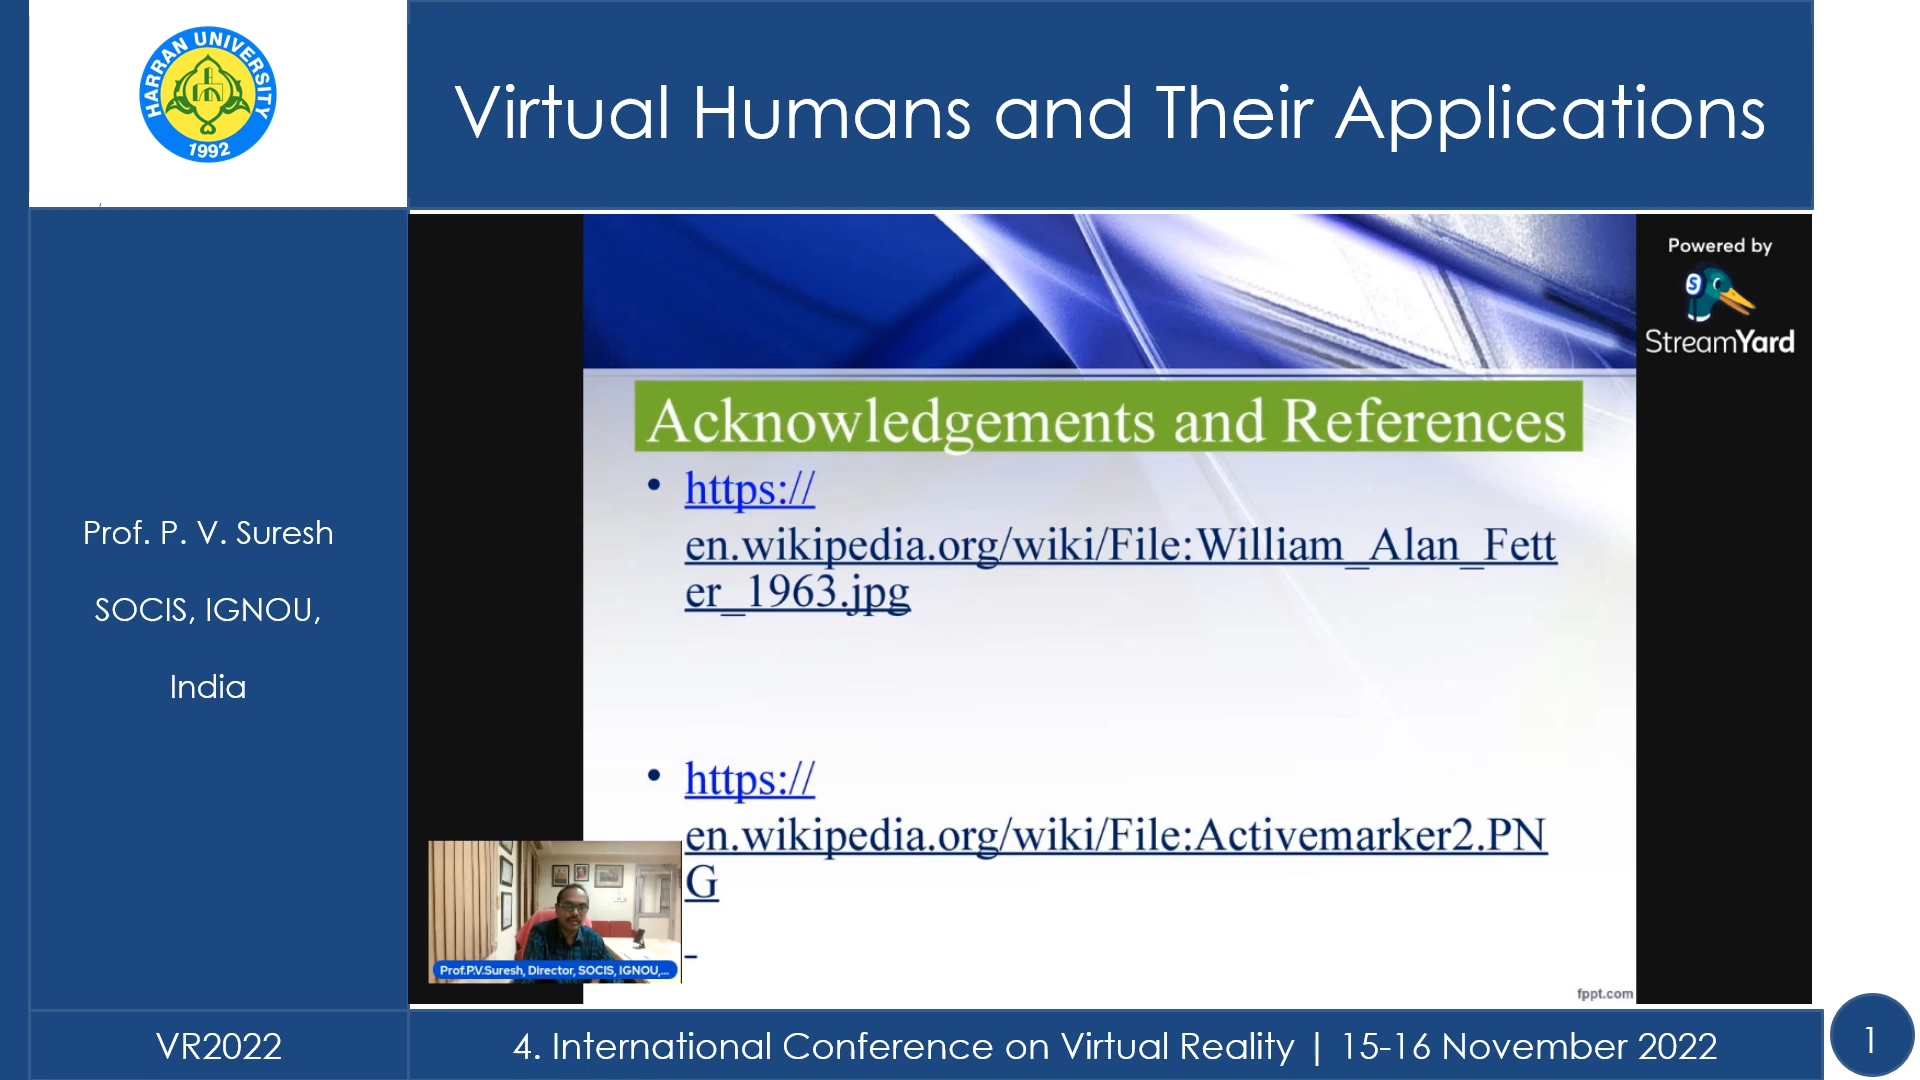 HARRAN UNIVERSITY
1992
Virtual Humans and Their Applications
Prof. P. V. Suresh
SOCIS, IGNOU,
India
Powered by
StreamYard
Acknowledgements and References
• https://
en.wikipedia.org/wiki/File:William_Alan_Fett
er_1963.jpg
• https://
en.wikipedia.org/wiki/File:Activemarker2.PN
G
Prof.P.V.Suresh, Director, SOCIS, IGNOU,...
fppt.com
VR2022
4. International Conference on Virtual Reality | 15-16 November 2022
1